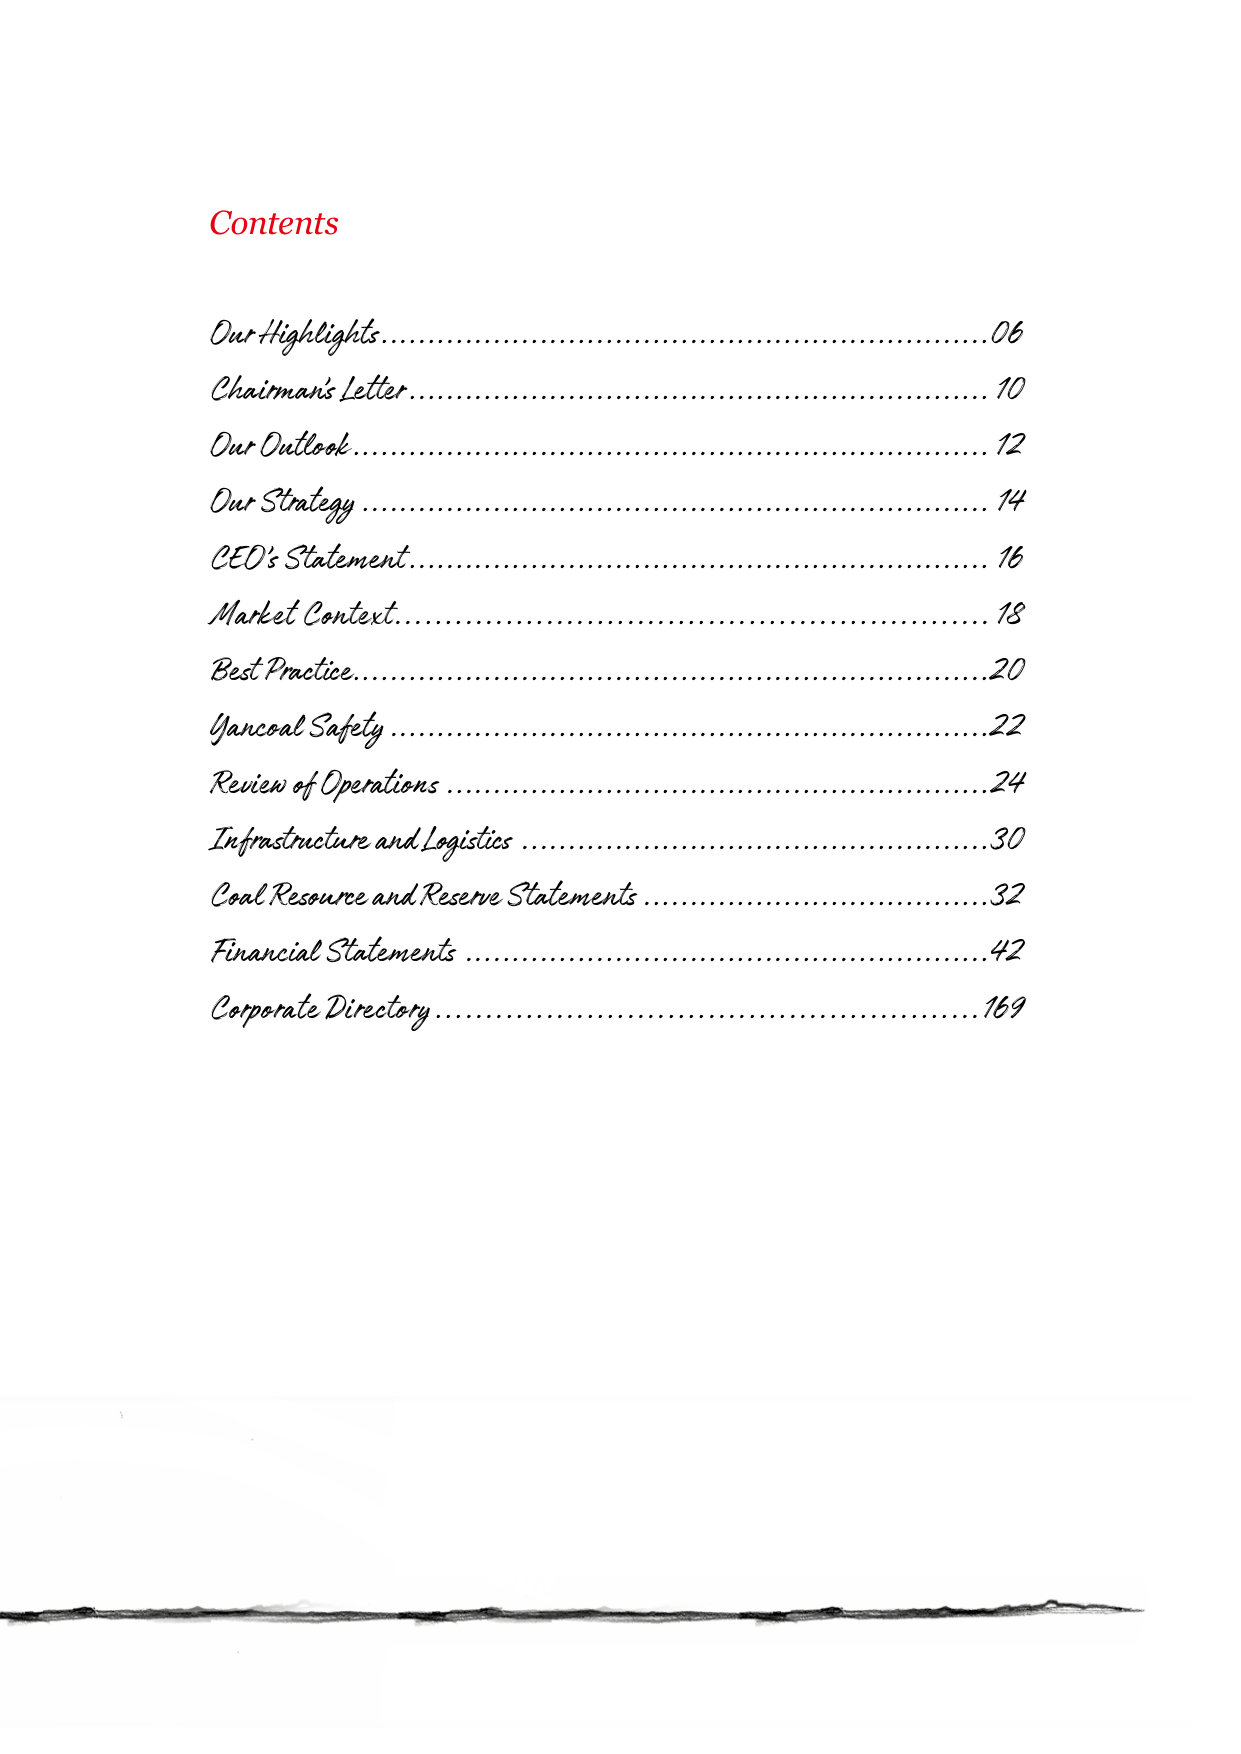 Contents
Our Highlights....................................................................06
Chairman's Letter................................................................. 10
Our Outlook....................................................................... 12
Our Strategy ...................................................................... 14
CEO's Statement................................................................. 16
Market Context................................................................... 18
Best Practice.......................................................................20
Yancoal Safety ...................................................................22
Review of Operations .............................................................24
Infrastructure and Logistics .....................................................30
Coal Resource and Reserve Statements ......................................32
Financial Statements ...........................................................42
Corporate Directory.............................................................169